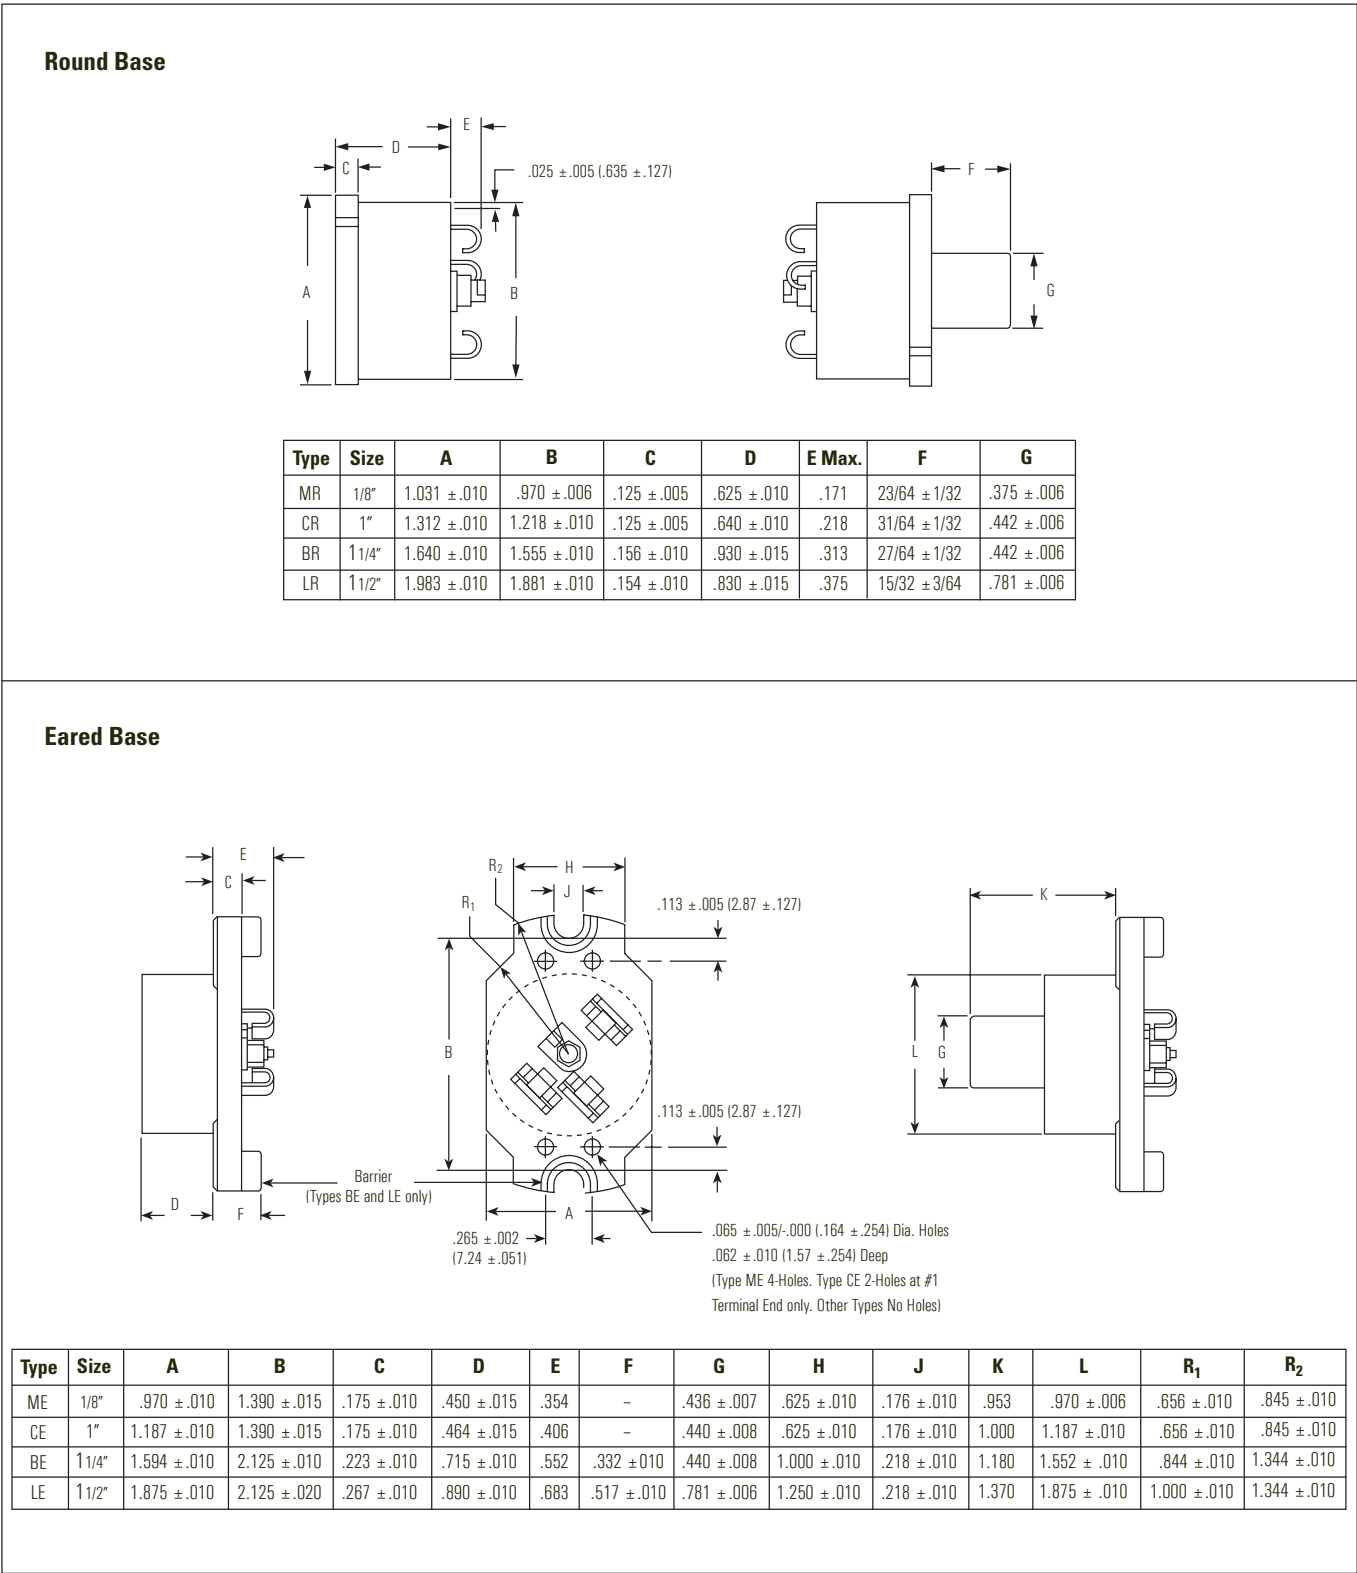 Round Base
E
D
C
.025 ±.005 (.635 ±.127)
F
A
B
G
Type Size A B C D E Max. F G
MR 1/8" 1.031 ±.010 .970 ±.006 .125 ±.005 .625 ±.010 .171 23/64 ±1/32 .375 ±.006
CR 1" 1.312 ±.010 1.218 ±.010 .125 ±.005 .640 ±.010 .218 31/64 ±1/32 .442 ±.006
BR 1 1/4" 1.640 ±.010 1.555 ±.010 .156 ±.010 .930 ±.015 .313 27/64 ±1/32 .442 ±.006
LR 1 1/2" 1.983 ±.010 1.881 ±.010 .154 ±.010 .830 ±.015 .375 15/32 ±3/64 .781 ±.006
Eared Base
E
C
R2
H
J
R1
.113 ±.005 (2.87 ±.127)
K
B
L
G
.113 ±.005 (2.87 ±.127)
Barrier
(Types BE and LE only)
D
F
A
.265 ±.002
(7.24 ±.051)
.065 ±.005/-.000 (.164 ±.254) Dia. Holes
.062 ±.010 (1.57 ±.254) Deep
(Type ME 4-Holes. Type CE 2-Holes at #1
Terminal End only. Other Types No Holes)
Type Size A B C D E F G H J K L R1 R2
ME 1/8" .970 ±.010 1.390 ±.015 .175 ±.010 .450 ±.015 .354 – .436 ±.007 .625 ±.010 .176 ±.010 .953 .970 ±.006 .656 ±.010 .845 ±.010
CE 1" 1.187 ±.010 1.390 ±.015 .175 ±.010 .464 ±.015 .406 – .440 ±.008 .625 ±.010 .176 ±.010 1.000 1.187 ±.010 .656 ±.010 .845 ±.010
BE 1 1/4" 1.594 ±.010 2.125 ±.010 .223 ±.010 .715 ±.010 .552 .332 ±010 .440 ±.008 1.000 ±.010 .218 ±.010 1.180 1.552 ± .010 .844 ±.010 1.344 ±.010
LE 1 1/2" 1.875 ±.010 2.125 ±.020 .267 ±.010 .890 ±.010 .683 .517 ±.010 .781 ±.006 1.250 ±.010 .218 ±.010 1.370 1.875 ± .010 1.000 ±.010 1.344 ±.010